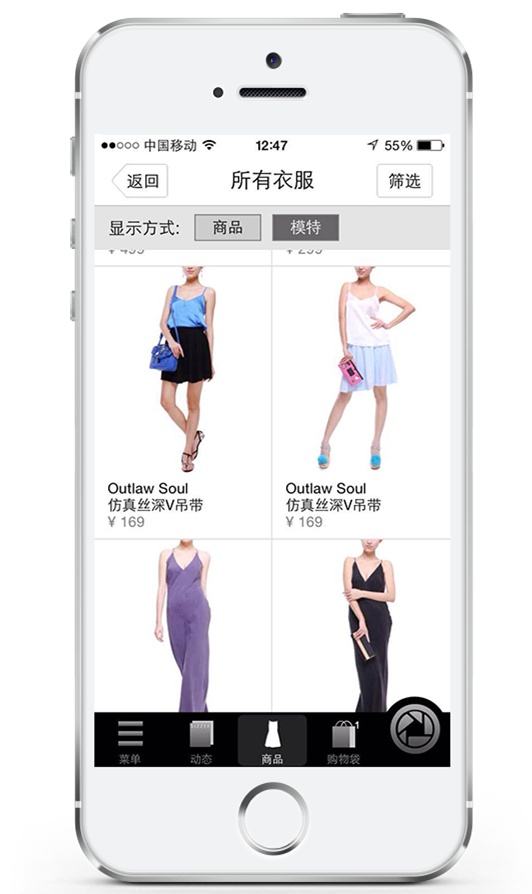 中国移动 12:47 55%
返回 所有衣服 筛选
显示方式: 商品 模特
¥ 499 ¥ 299
Outlaw Soul Outlaw Soul
仿真丝深V吊带 仿真丝深V吊带
¥ 169 ¥ 169
1
菜单 动态 商品 购物袋